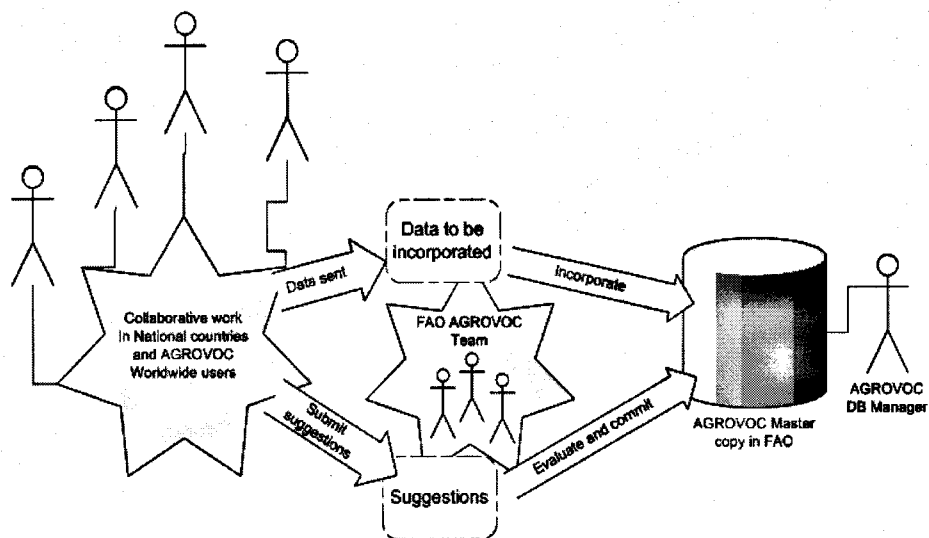 Data to be
incorporated
Data sent
Incorporate
Collaborative work
in National countries
and AGROVOC
Worldwide users
FAO AGROVOC
Team
Submit
suggestions
Evaluate and commit
Suggestions
AGROVOC Master
copy in FAO
AGROVOC
DB Manager